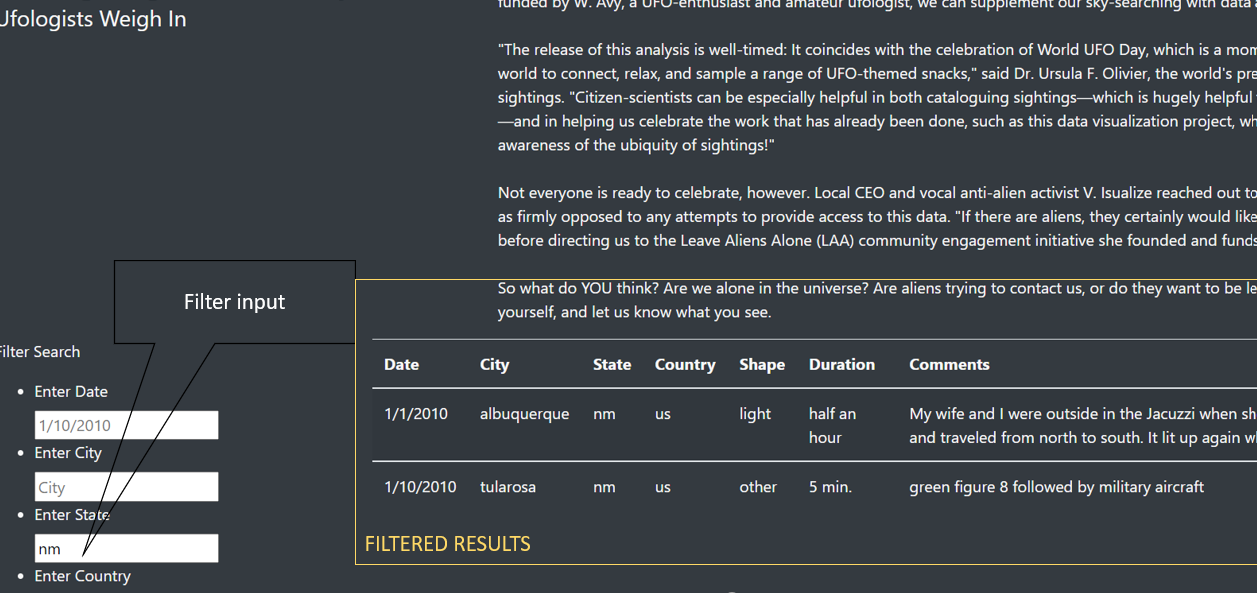 Ufologists Weigh In
funded by W. Avy, a UFO-enthusiast and amateur ufologist, we can supplement our sky-searching with data
"The release of this analysis is well-timed: It coincides with the celebration of World UFO Day, which is a
world to connect, relax, and sample a range of UFO-themed snacks," said Dr. Ursula F. Olivier, the world's
sightings. "Citizen-scientists can be especially helpful in both cataloguing sightings—which is hugely helpful
—and in helping us celebrate the work that has already been done, such as this data visualization project,
awareness of the ubiquity of sightings!"
Not everyone is ready to celebrate, however. Local CEO and vocal anti-alien activist V. Isualize reached out to
as firmly opposed to any attempts to provide access to this data. "If there are aliens, they certainly would like
before directing us to the Leave Aliens Alone (LAA) community engagement initiative she founded and funds
So what do YOU think? Are we alone in the universe? Are aliens trying to contact us, or do they want to be
yourself, and let us know what you see.
Filter input
Filter Search
• Enter Date
1/10/2010
• Enter City
City
• Enter State
nm
• Enter Country
Date City State Country Shape Duration Comments
1/1/2010 albuquerque nm us light half an hour My wife and I were outside in the Jacuzzi when
and traveled from north to south. It lit up again
1/10/2010 tularosa nm us other 5 min. green figure 8 followed by military aircraft
FILTERED RESULTS